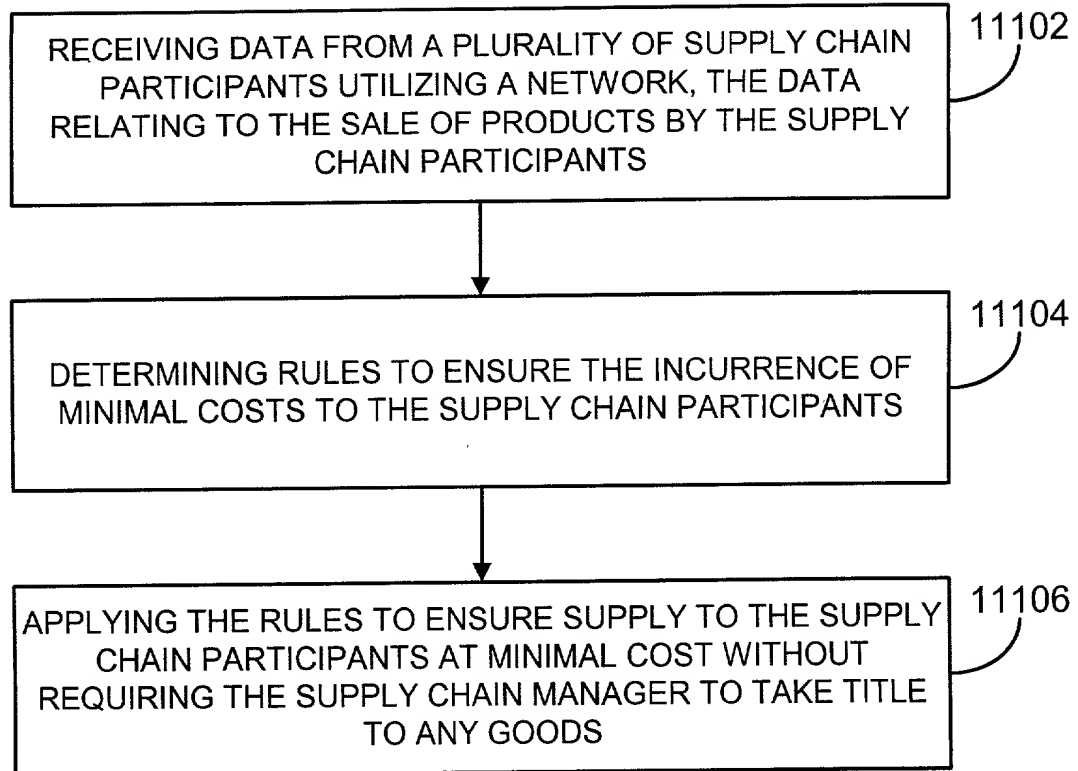 RECEIVING DATA FROM A PLURALITY OF SUPPLY CHAIN
PARTICIPANTS UTILIZING A NETWORK, THE DATA
RELATING TO THE SALE OF PRODUCTS BY THE SUPPLY
CHAIN PARTICIPANTS
11102
DETERMINING RULES TO ENSURE THE INCURRENCE OF
MINIMAL COSTS TO THE SUPPLY CHAIN PARTICIPANTS
11104
APPLYING THE RULES TO ENSURE SUPPLY TO THE SUPPLY
CHAIN PARTICIPANTS AT MINIMAL COST WITHOUT
REQUIRING THE SUPPLY CHAIN MANAGER TO TAKE TITLE
TO ANY GOODS
11106